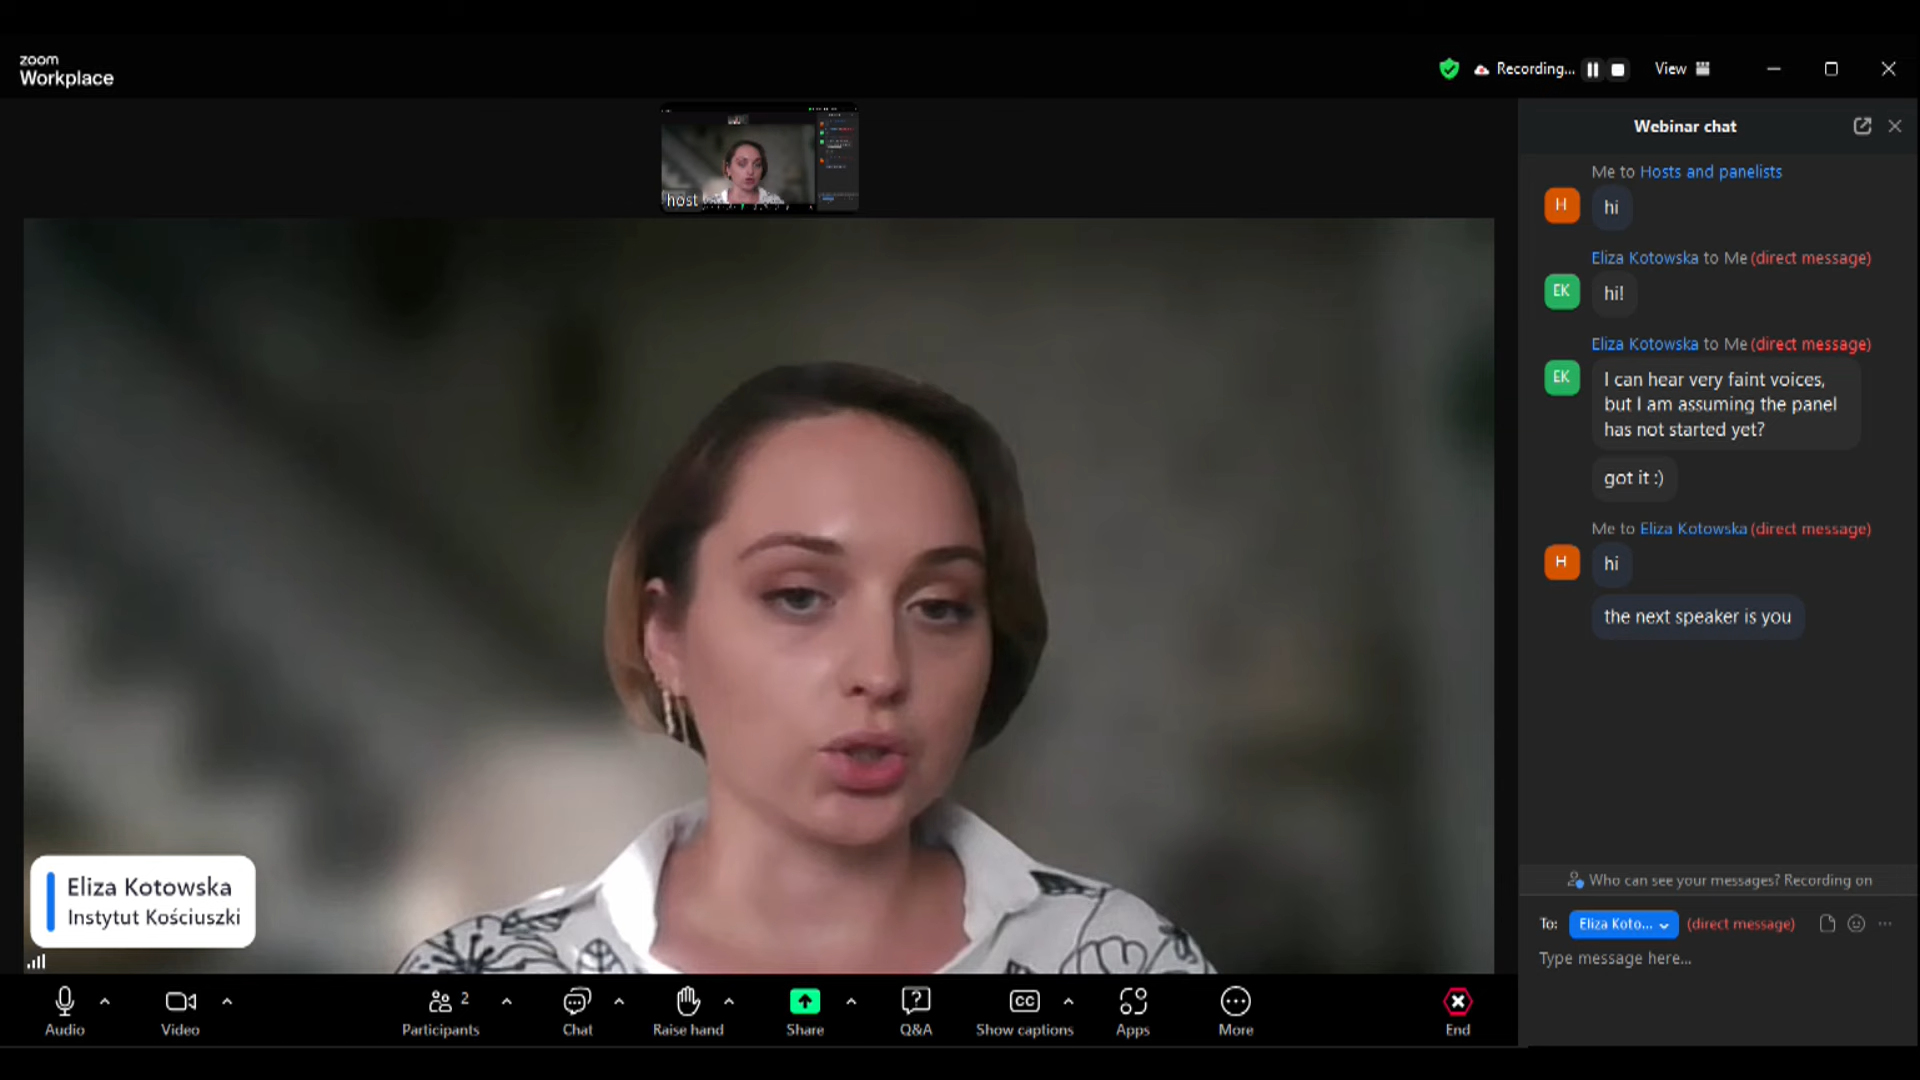 zoom
Workplace
Recording...
View
host
Webinar chat
Me to Hosts and panelists
H
hi
Eliza Kotowska to Me (direct message)
EK
hi!
Eliza Kotowska to Me (direct message)
EK
I can hear very faint voices,
but I am assuming the panel
has not started yet?
got it :)
Me to Eliza Kotowska (direct message)
H
hi
the next speaker is you
Who can see your messages? Recording on
To: Eliza Koto... (direct message)
Type message here...
Eliza Kotowska
Instytut Kościuszki
Audio
Video
2
Participants
Chat
Raise hand
Share
Q&A
CC
Show captions
Apps
More
End